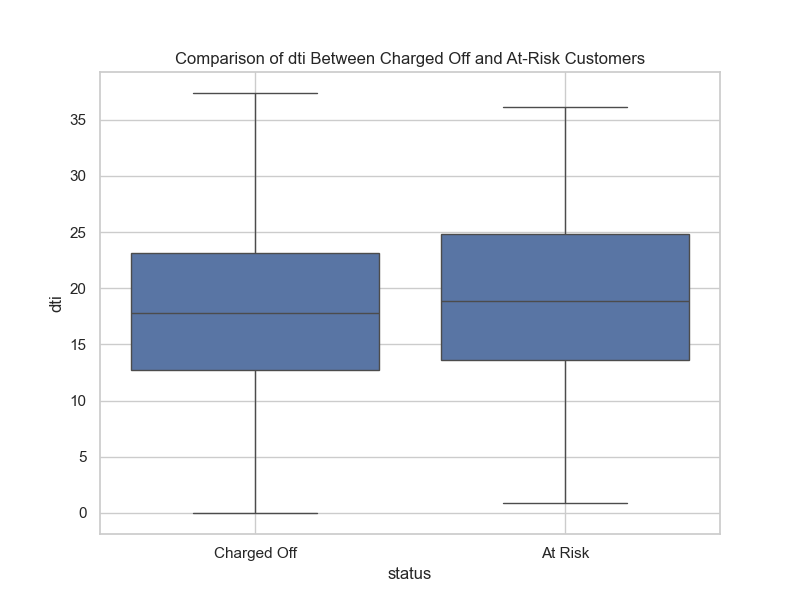 Comparison of dti Between Charged Off and At-Risk Customers
35
30
25
20
15
10
5
0
dti
Charged Off
At Risk
status